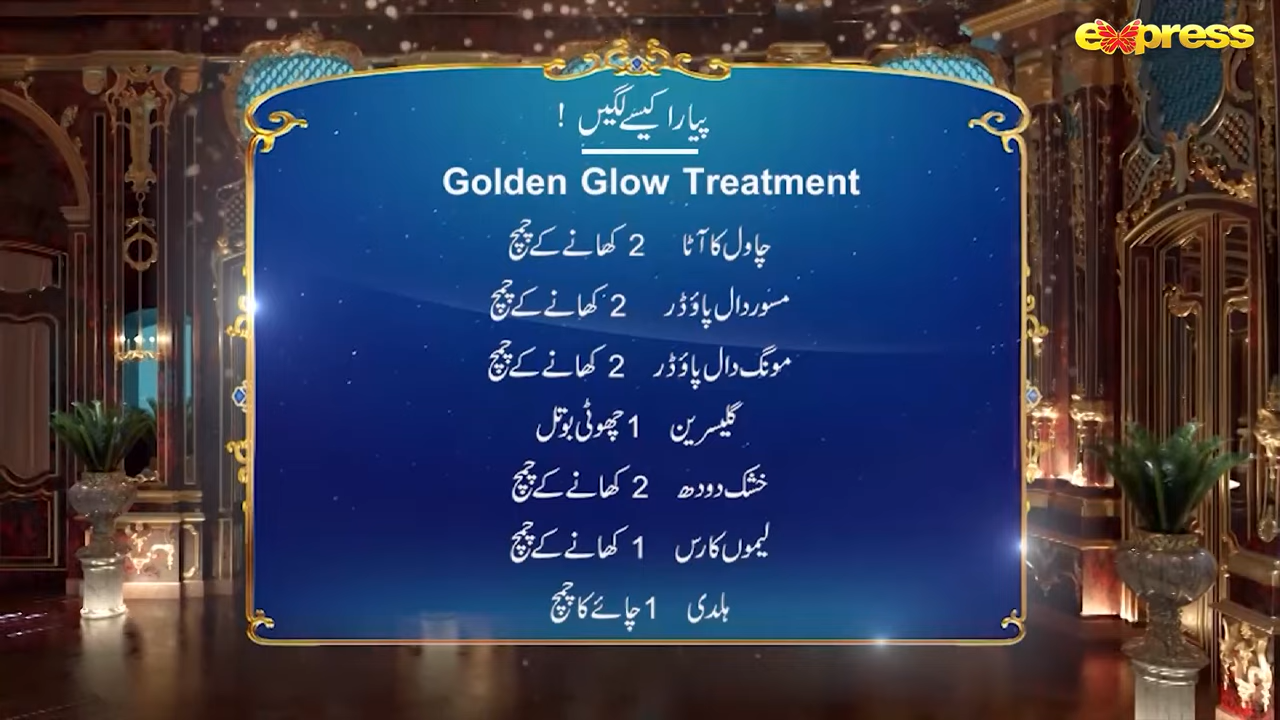 express
پیارا کیسے لگیں !
Golden Glow Treatment
چاول کا آٹا 2 کھانے کے چمچ
مسور دال پاؤڈر 2 کھانے کے چمچ
مونگ دال پاؤڈر 2 کھانے کے چمچ
گلیسرین 1 چھوٹی بوتل
خشک دودھ 2 کھانے کے چمچ
لیموں کا رس 1 کھانے کے چمچ
ہلدی 1 چائے کا چمچ